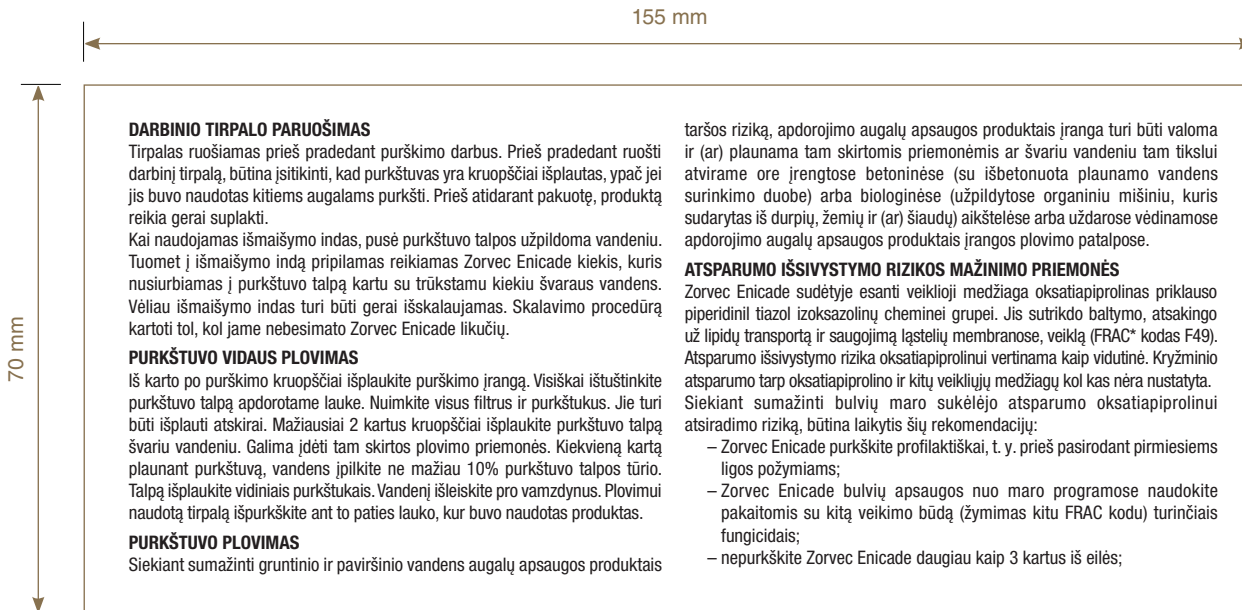 155 mm
70 mm
DARBINIO TIRPALO PARUOŠIMAS
Tirpalas ruošiamas prieš pradedant purškimo darbus. Prieš pradedant ruošti
darbinį tirpalą, būtina įsitikinti, kad purkštuvas yra kruopščiai išplautas, ypač jei
jis buvo naudotas kitiems augalams purkšti. Prieš atidarant pakuotę, produktą
reikia gerai suplakti.
Kai naudojamas išmaišymo indas, pusė purkštuvo talpos užpildoma vandeniu.
Tuomet į išmaišymo indą pripilamas reikiamas Zorvec Enicade kiekis, kuris
nusiurbiamas į purkštuvo talpą kartu su trūkstamu kiekiu švaraus vandens.
Vėliau išmaišymo indas turi būti gerai išskalaujamas. Skalavimo procedūrą
kartoti tol, kol jame nebesimato Zorvec Enicade likučių.
PURKŠTUVO VIDAUS PLOVIMAS
Iš karto po purškimo kruopščiai išplaukite purškimo įrangą. Visiškai ištuštinkite
purkštuvo talpą apdorotame lauke. Nuimkite visus filtrus ir purkštukus. Jie turi
būti išplauti atskirai. Mažiausiai 2 kartus kruopščiai išplaukite purkštuvo talpą
švariu vandeniu. Galima įdėti tam skirtos plovimo priemonės. Kiekvieną kartą
plaunant purkštuvą, vandens įpilkite ne mažiau 10% purkštuvo talpos tūrio.
Talpą išplaukite vidiniais purkštukais. Vandenį išleiskite pro vamzdynus. Plovimui
naudotą tirpalą išpurkškite ant to paties lauko, kur buvo naudotas produktas.
PURKŠTUVO PLOVIMAS
Siekiant sumažinti gruntinio ir paviršinio vandens augalų apsaugos produktais
taršos riziką, apdorojimo augalų apsaugos produktais įranga turi būti valoma
ir (ar) plaunama tam skirtomis priemonėmis ar švariu vandeniu tam tikslui
atvirame ore įrengtose betoninėse (su išbetonuota plaunamo vandens
surinkimo duobe) arba biologinėse (užpildytose organiniu mišiniu, kuris
sudarytas iš durpių, žemių ir (ar) šiaudų) aikštelėse arba uždarose vėdinamose
apdorojimo augalų apsaugos produktais įrangos plovimo patalpose.
ATSPARUMO IŠSIVYSTYMO RIZIKOS MAŽINIMO PRIEMONĖS
Zorvec Enicade sudėtyje esanti veiklioji medžiaga oksatiapiprolinas priklauso
piperidinil tiazol izoksazolinų cheminei grupei. Jis sutrikdo baltymo, atsakingo
už lipidų transportą ir saugojimą ląstelių membranose, veiklą (FRAC* kodas F49).
Atsparumo išsivystymo rizika oksatiapiprolinui vertinama kaip vidutinė. Kryžminio
atsparumo tarp oksatiapiprolino ir kitų veikliųjų medžiagų kol kas nėra nustatyta.
Siekiant sumažinti bulvių maro sukėlėjo atsparumo oksatiapiprolinui
atsiradimo riziką, būtina laikytis šių rekomendacijų:
– Zorvec Enicade purkškite profilaktiškai, t. y. prieš pasirodant pirmiesiems
ligos požymiams;
– Zorvec Enicade bulvių apsaugos nuo maro programose naudokite
pakaitomis su kitą veikimo būdą (žymimas kitu FRAC kodu) turinčiais
fungicidais;
– nepurkškite Zorvec Enicade daugiau kaip 3 kartus iš eilės;